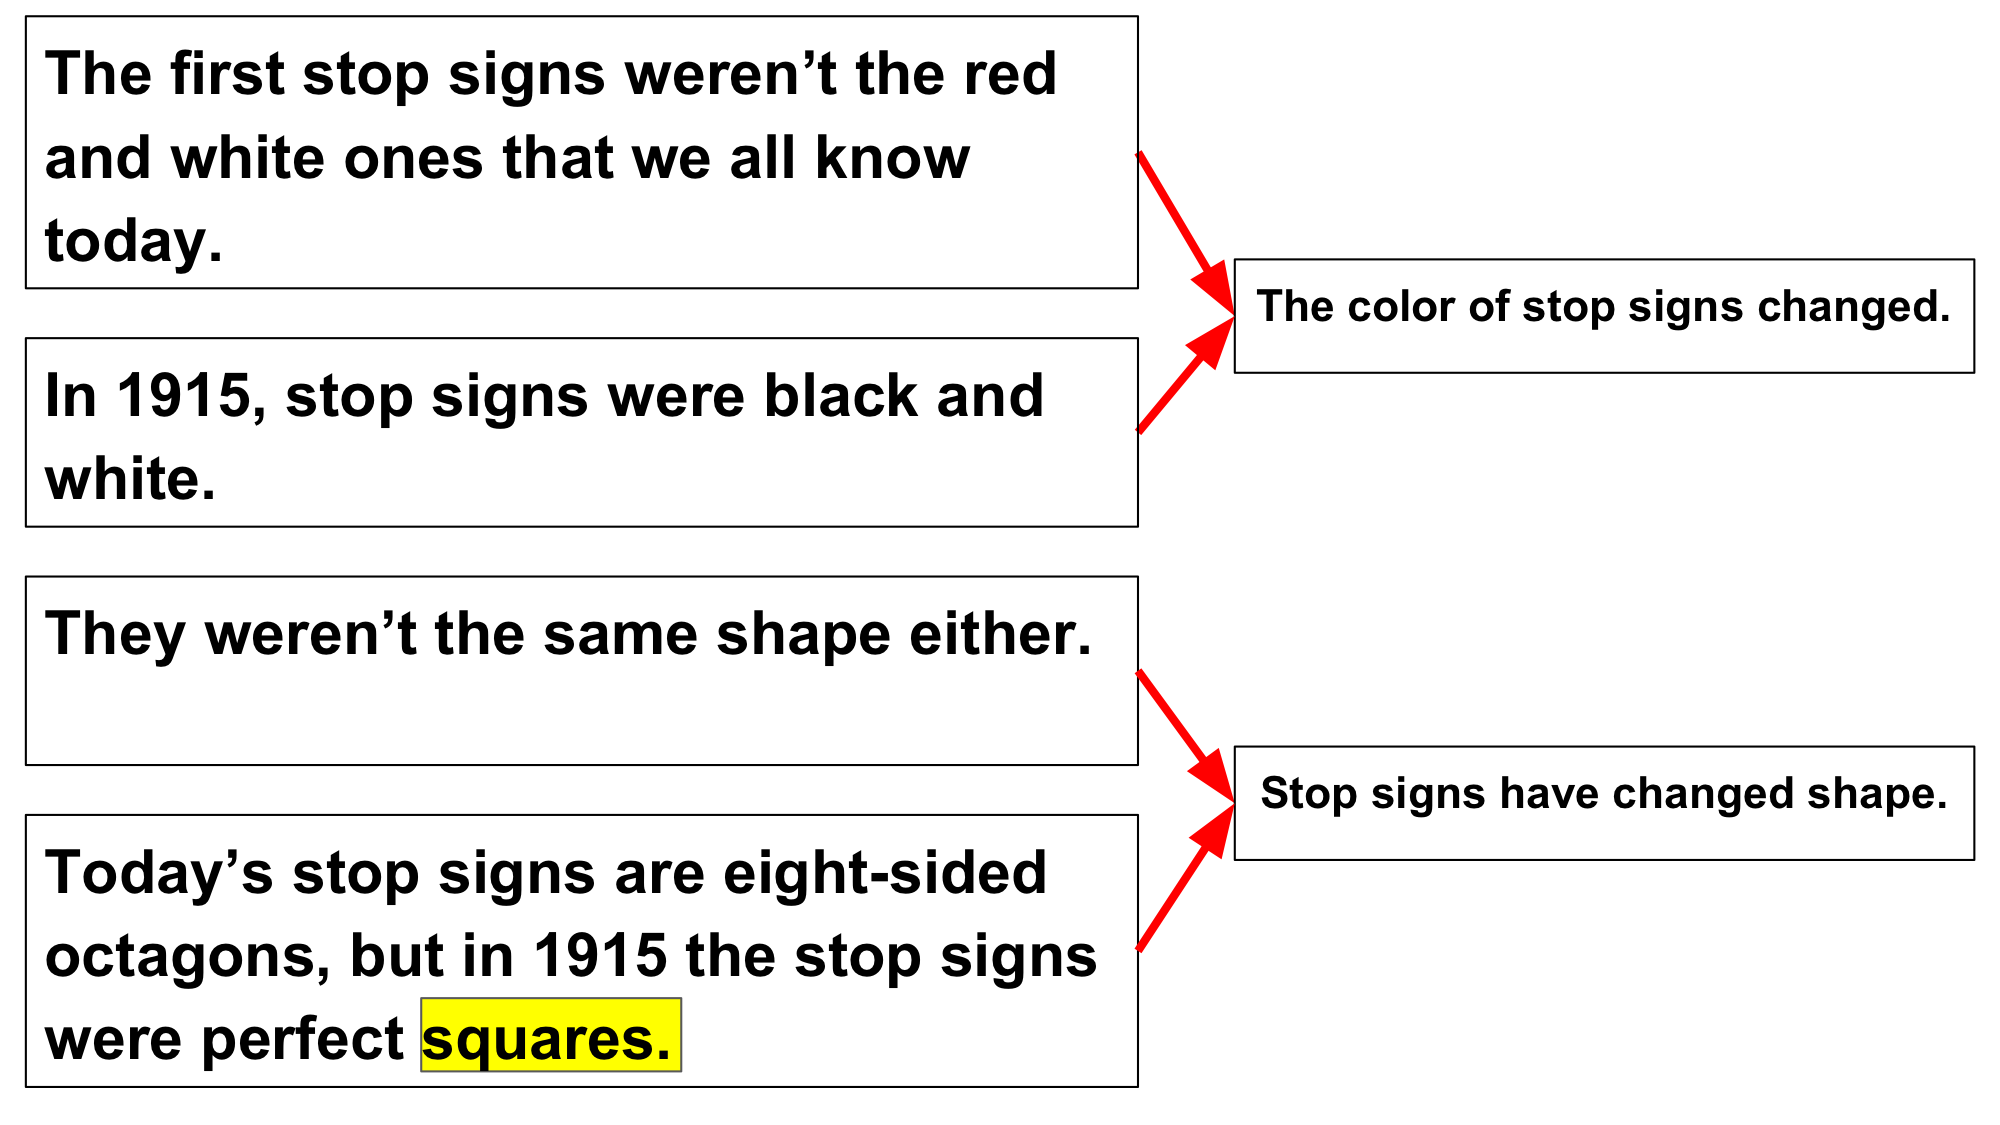 The first stop signs weren’t the red
and white ones that we all know
today.
The color of stop signs changed.
In 1915, stop signs were black and
white.
They weren’t the same shape either.
Stop signs have changed shape.
Today’s stop signs are eight-sided
octagons, but in 1915 the stop signs
were perfect squares.